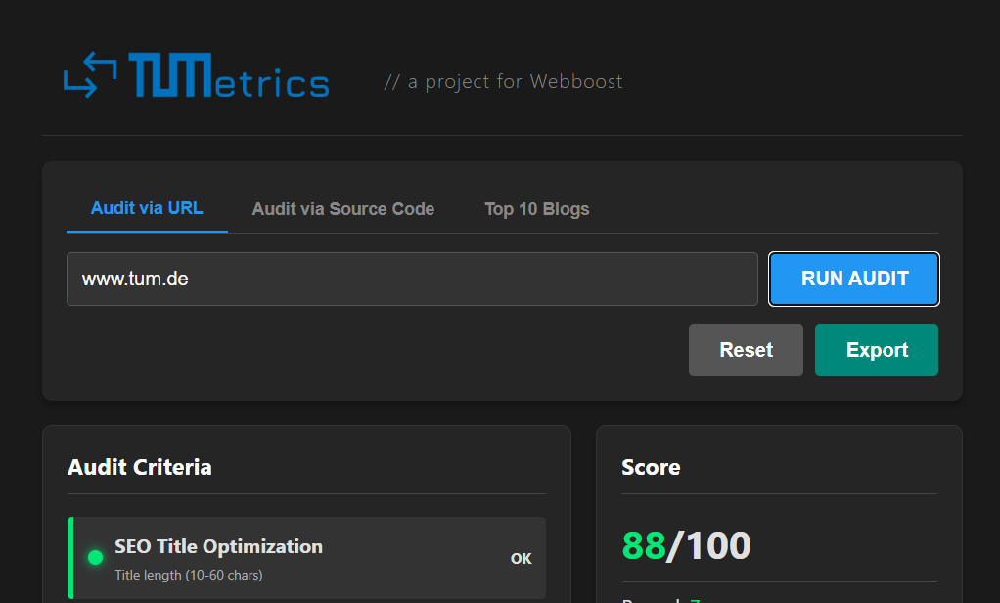 TUMetrics // a project for Webboost
Audit via URL Audit via Source Code Top 10 Blogs
www.tum.de RUN AUDIT
Reset Export
Audit Criteria
SEO Title Optimization
Title length (10-60 chars)
OK
Score
88/100